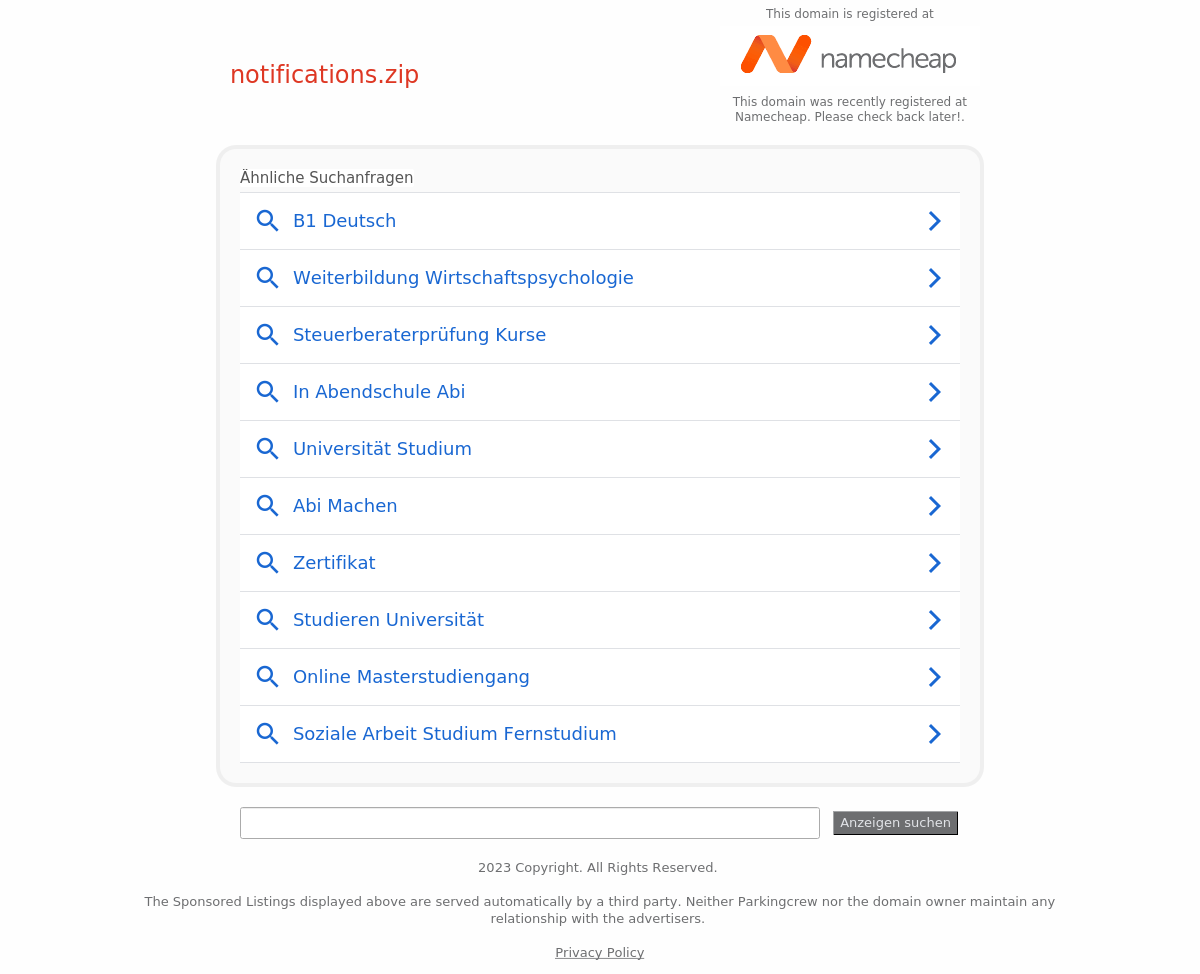 This domain is registered at
namecheap
notifications.zip
This domain was recently registered at
Namecheap. Please check back later!.
Ähnliche Suchanfragen
B1 Deutsch
Weiterbildung Wirtschaftspsychologie
Steuerberaterprüfung Kurse
In Abendschule Abi
Universität Studium
Abi Machen
Zertifikat
Studieren Universität
Online Masterstudiengang
Soziale Arbeit Studium Fernstudium
Anzeigen suchen
2023 Copyright. All Rights Reserved.
The Sponsored Listings displayed above are served automatically by a third party. Neither Parkingcrew nor the domain owner maintain any
relationship with the advertisers.
Privacy Policy